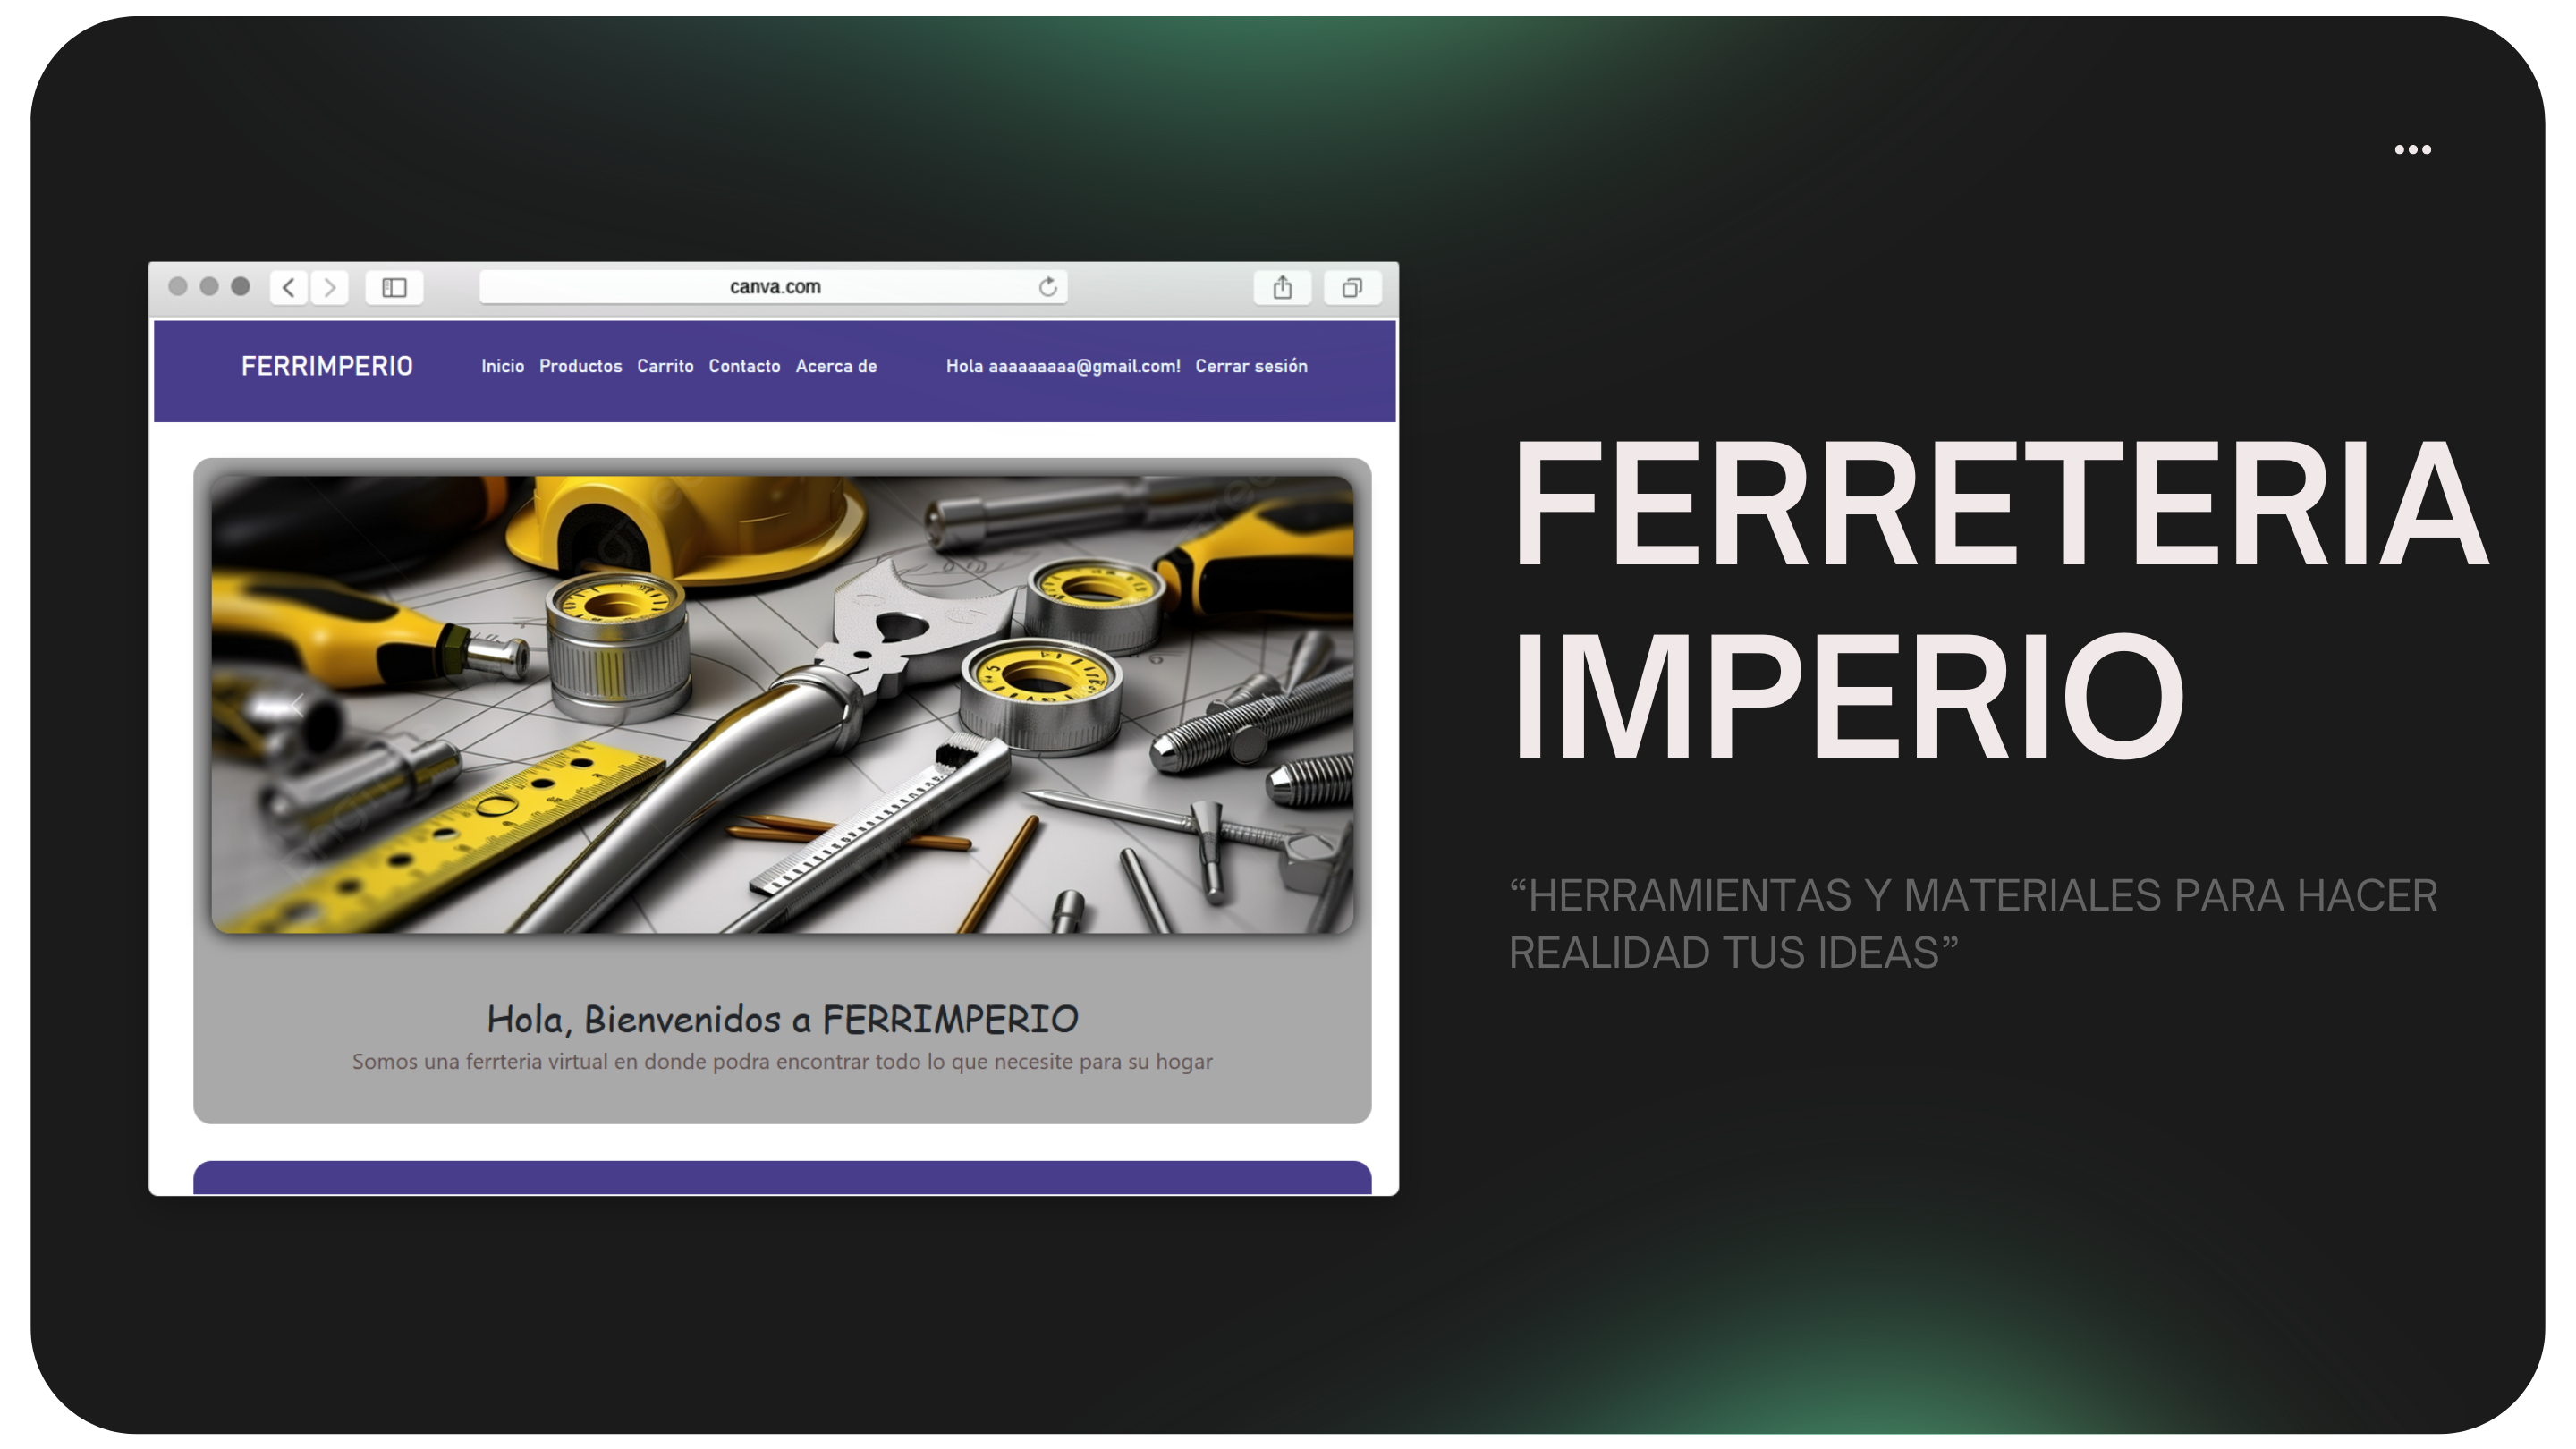 canva.com
FERRIMPERIO Inicio Productos Carrito Contacto Acerca de Hola aaaaaaaaa@gmail.com! Cerrar sesión
Hola, Bienvenidos a FERRIMPERIO
Somos una ferrteria virtual en donde podra encontrar todo lo que necesite para su hogar
FERRETERIA
IMPERIO
“HERRAMIENTAS Y MATERIALES PARA HACER
REALIDAD TUS IDEAS”